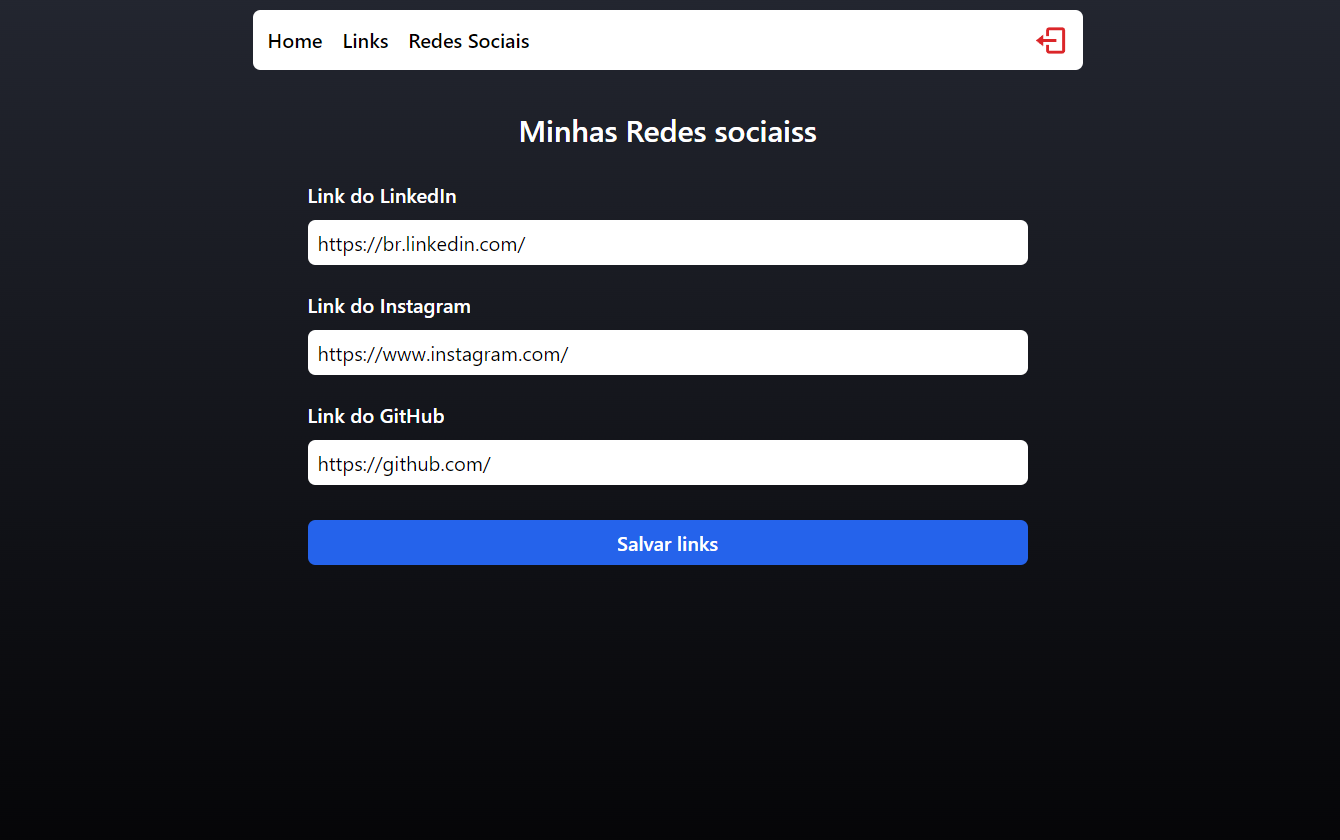 Home Links Redes Sociais
Minhas Redes sociaiss
Link do LinkedIn
https://br.linkedin.com/
Link do Instagram
https://www.instagram.com/
Link do GitHub
https://github.com/
Salvar links